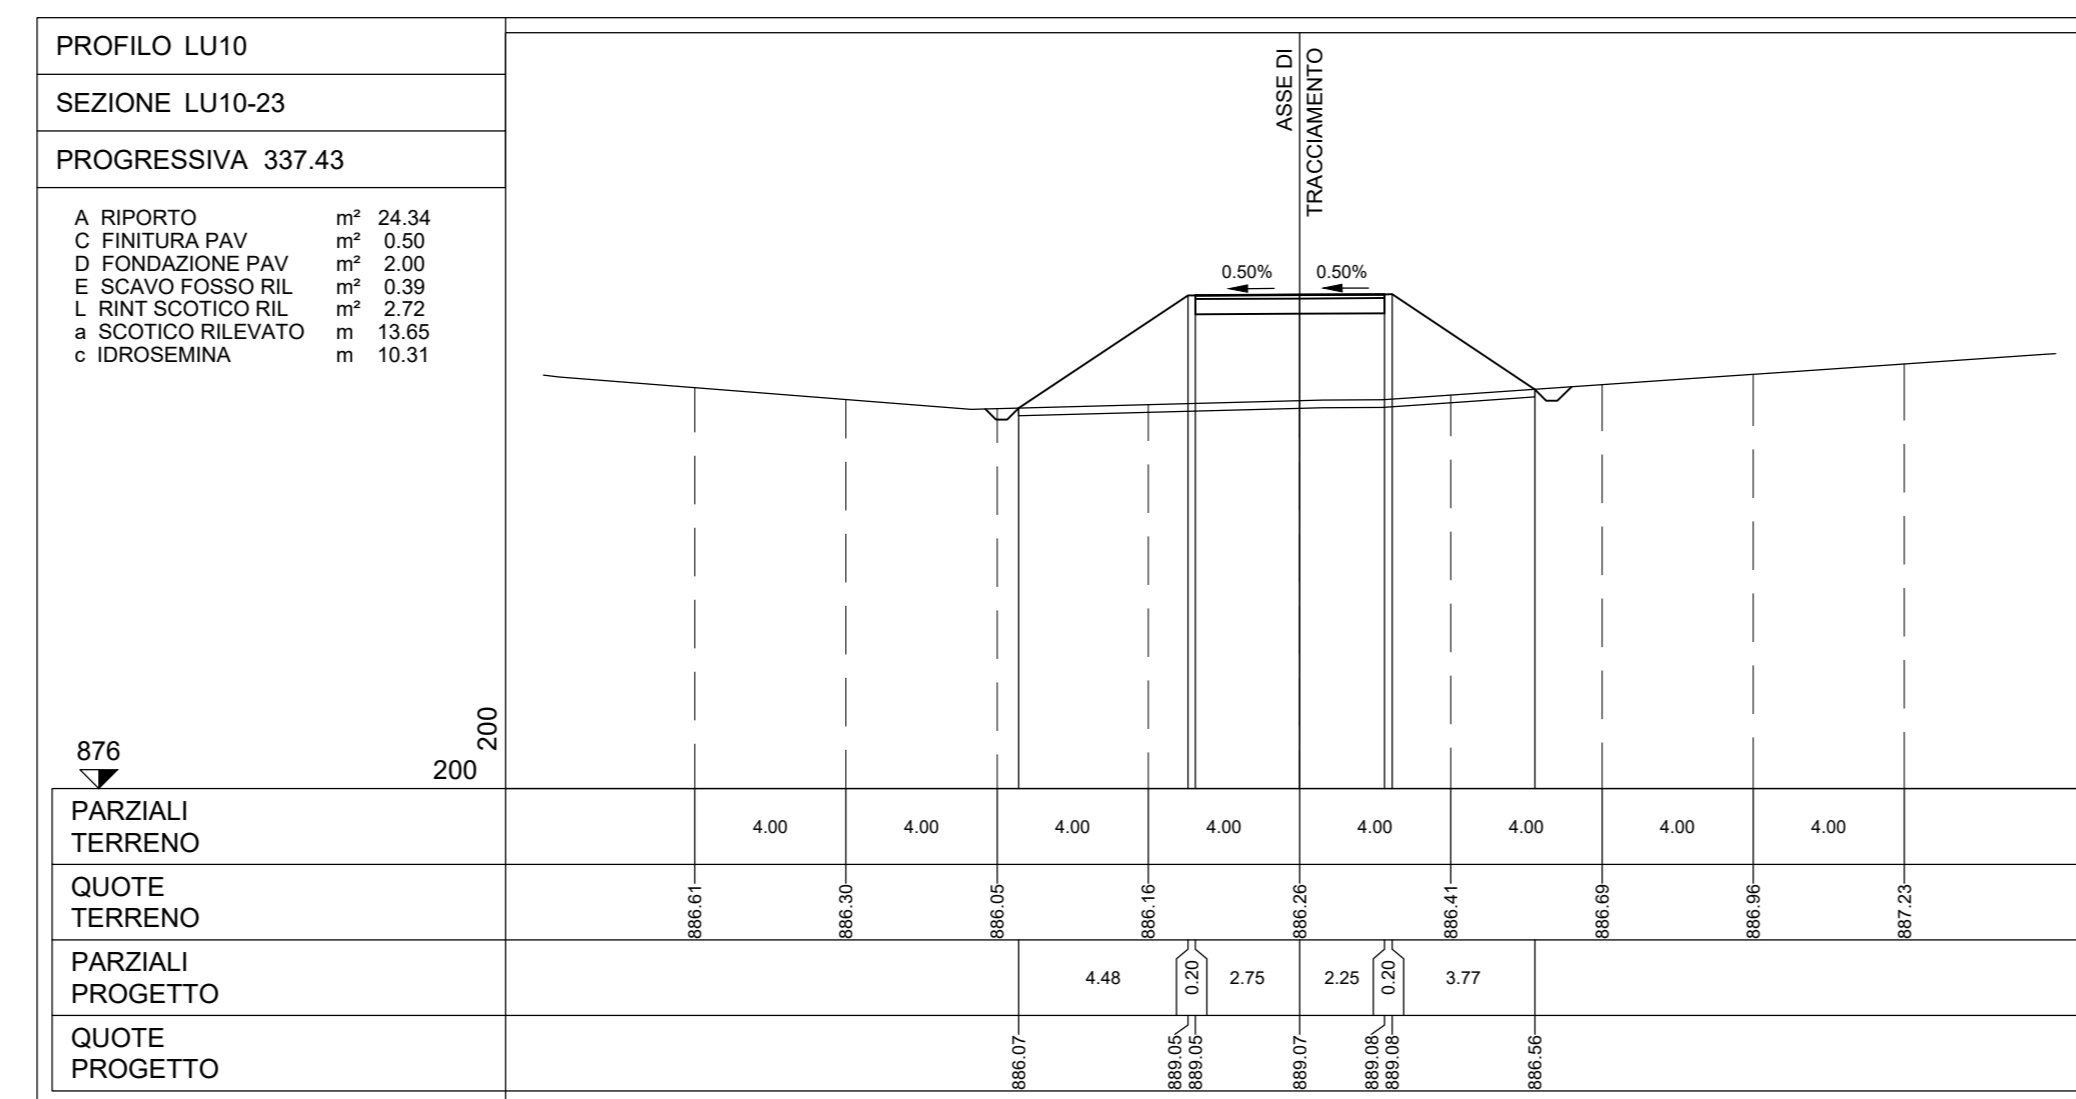 PROFILO LU10
SEZIONE LU10-23
PROGRESSIVA 337.43
A RIPORTO m² 24.34
C FINITURA PAV m² 0.50
D FONDAZIONE PAV m² 2.00
E SCAVO FOSSO RIL m² 0.39
L RINT SCOTICO RIL m² 2.72
a SCOTICO RILEVATO m 13.65
c IDROSEMINA m 10.31
ASSE DI
TRACCIAMENTO
0.50% 0.50%
876
200
200
PARZIALI
TERRENO
4.00 4.00 4.00 4.00 4.00 4.00 4.00 4.00
QUOTE
TERRENO
886.61 886.30 886.05 886.16 886.26 886.41 886.69 886.96 887.23
PARZIALI
PROGETTO
4.48 0.20 2.75 2.25 0.20 3.77
QUOTE
PROGETTO
886.07 889.05 889.05 889.07 889.08 889.08 886.56